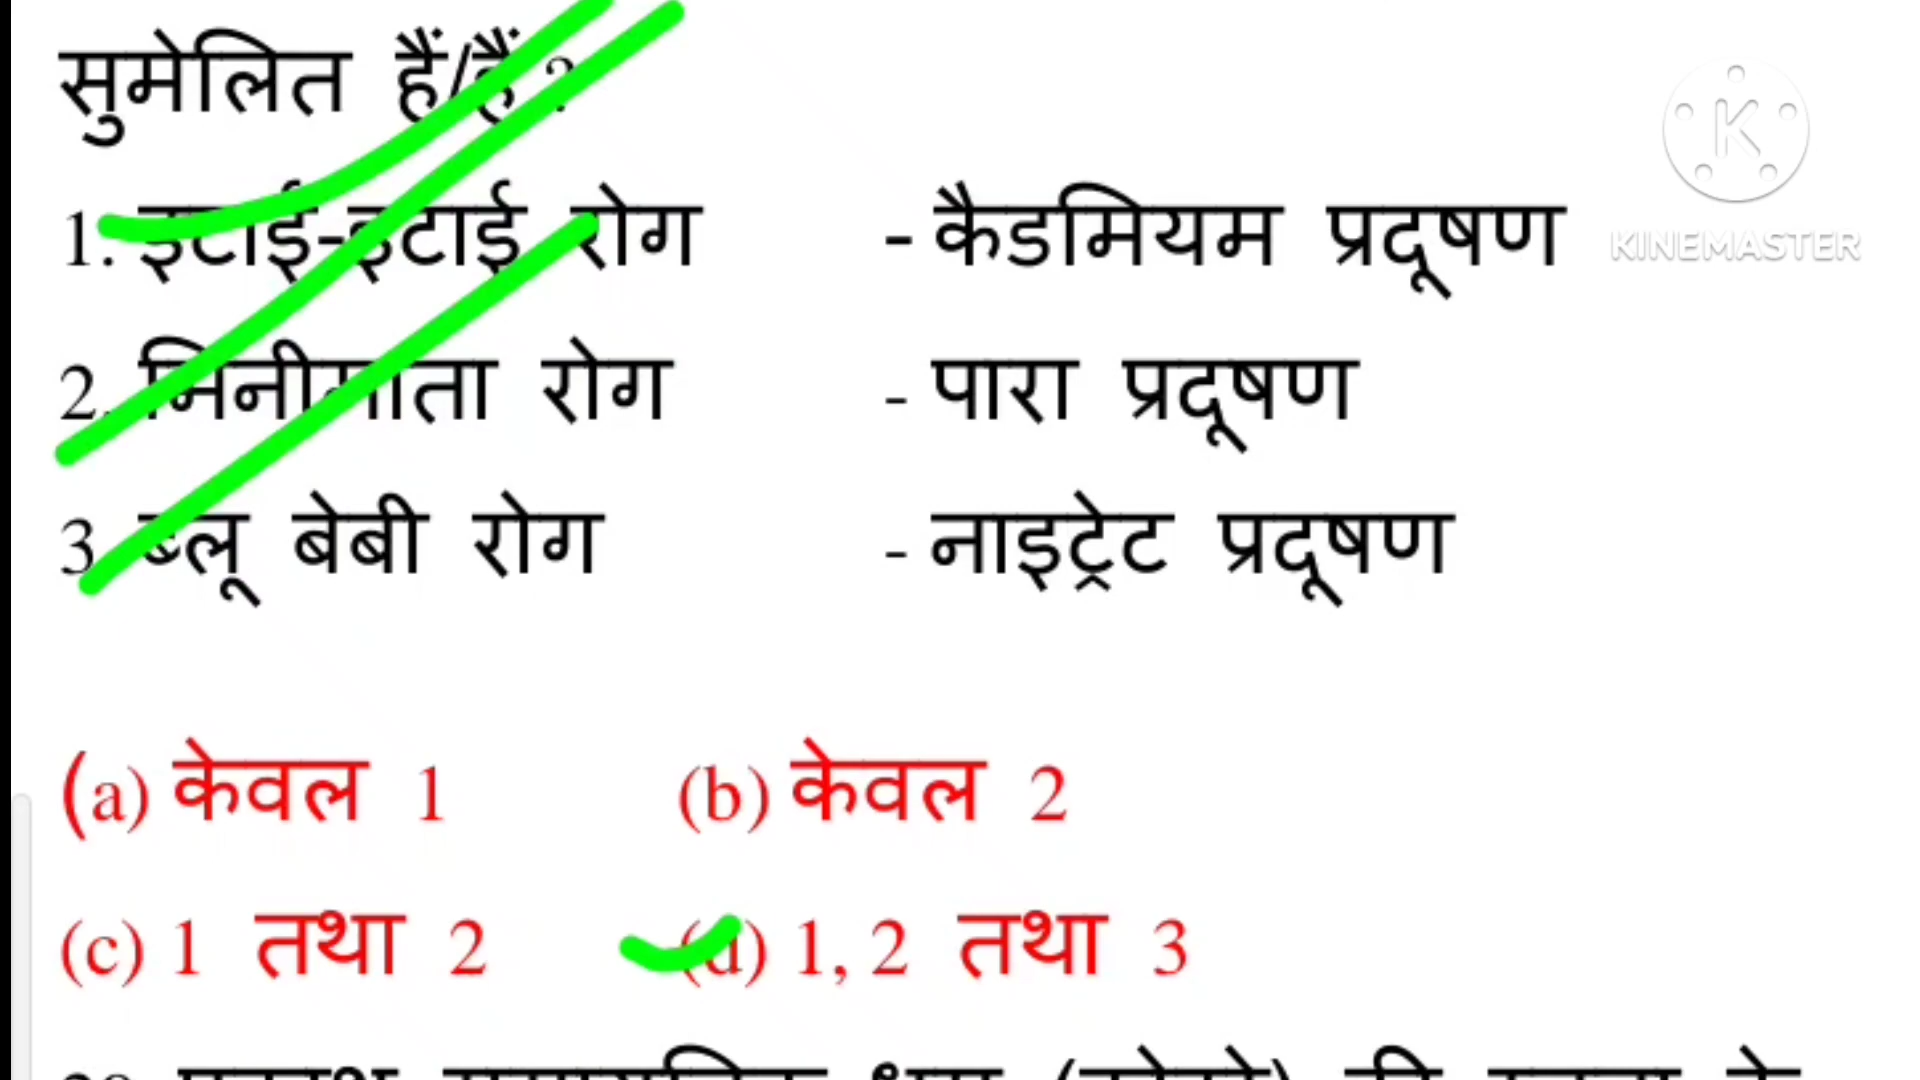 सुमेलित हैं/हैं ?
1. इटाई-इटाई रोग - कैडमियम प्रदूषण
KINEMASTER
2. मिनीमाता रोग - पारा प्रदूषण
3. ब्लू बेबी रोग - नाइट्रेट प्रदूषण
(a) केवल 1 (b) केवल 2
(c) 1 तथा 2 (d) 1, 2 तथा 3